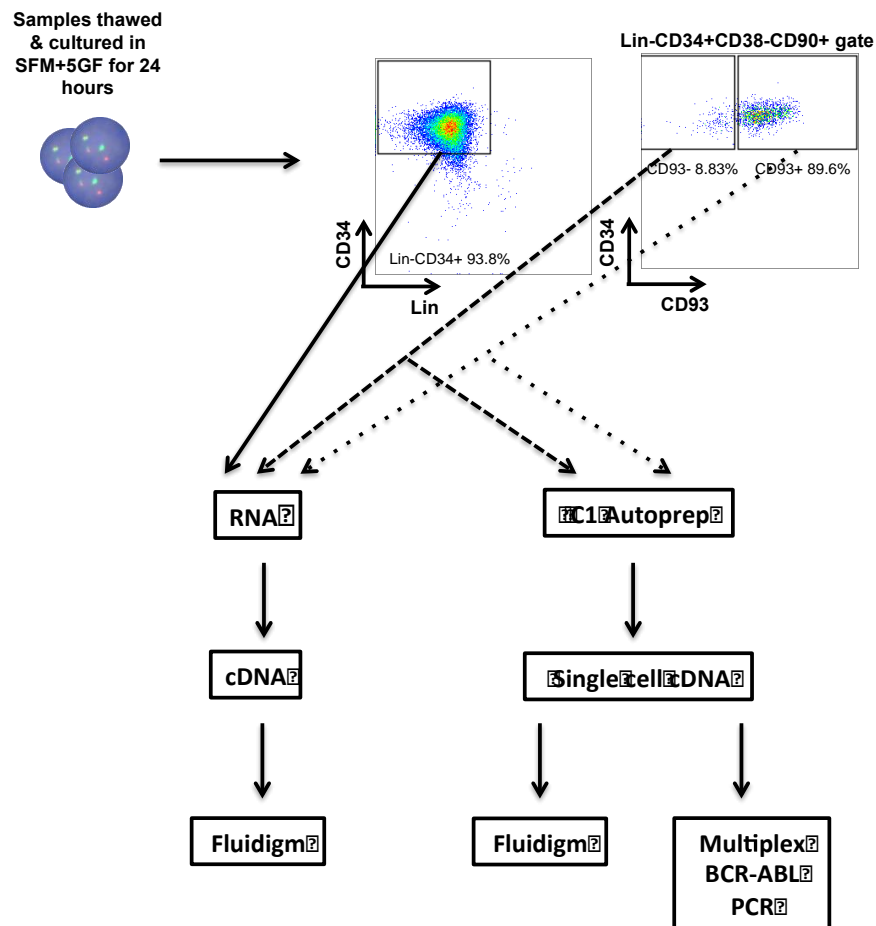 Samples thawed
& cultured in
SFM+5GF for 24
hours
Lin-CD34+CD38-CD90+ gate
CD34
Lin-CD34+ 93.8%
Lin
CD34
CD93- 8.83%
CD93+ 89.6%
CD93
RNA
C1 Autoprep
cDNA
Single cell cDNA
Fluidigm
Fluidigm
Multiplex
BCR-ABL
PCR